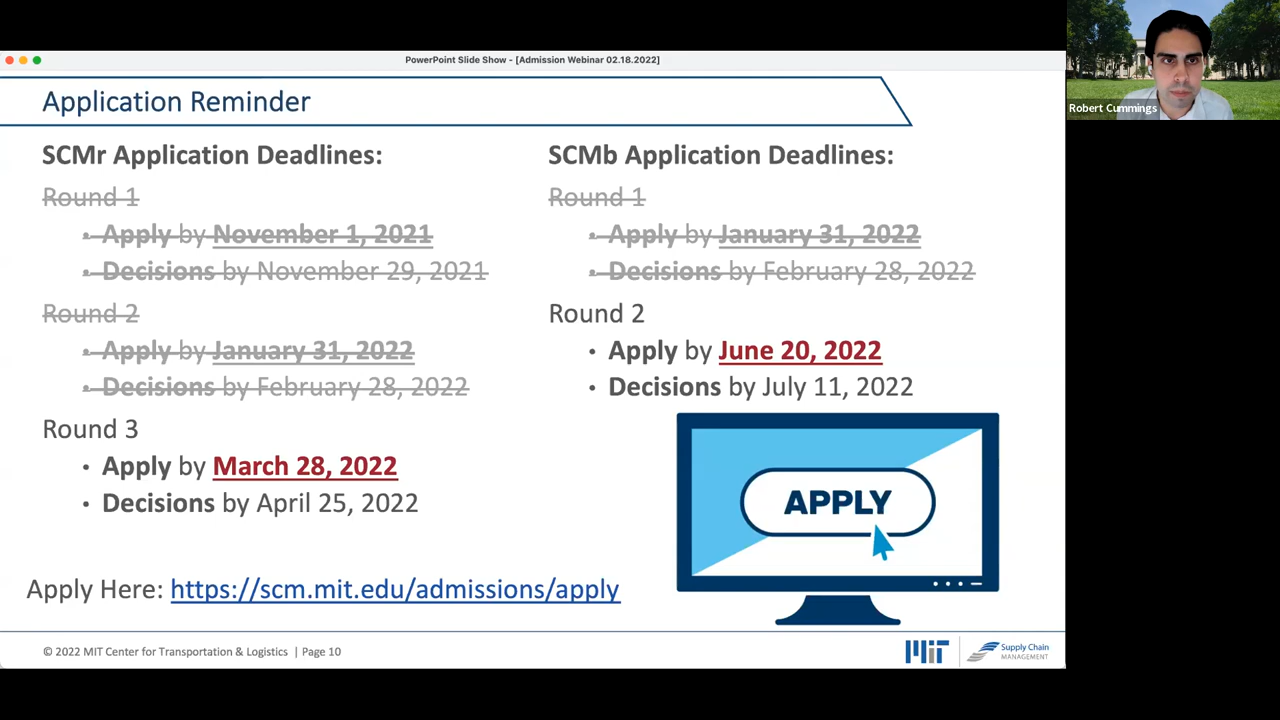 PowerPoint Slide Show - [Admission Webinar 02.18.2022]
Robert Cummings
Application Reminder
SCMr Application Deadlines:
Round 1
• Apply by November 1, 2021
• Decisions by November 29, 2021
Round 2
• Apply by January 31, 2022
• Decisions by February 28, 2022
Round 3
• Apply by March 28, 2022
• Decisions by April 25, 2022
SCMb Application Deadlines:
Round 1
• Apply by January 31, 2022
• Decisions by February 28, 2022
Round 2
• Apply by June 20, 2022
• Decisions by July 11, 2022
APPLY
Apply Here: https://scm.mit.edu/admissions/apply
© 2022 MIT Center for Transportation & Logistics | Page 10
MIT
Supply Chain
MANAGEMENT